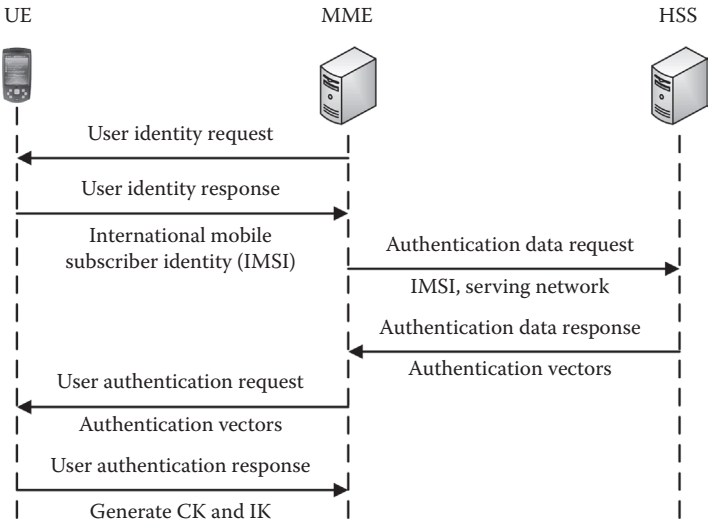 UE
MME
HSS
User identity request
User identity response
International mobile
subscriber identity (IMSI)
Authentication data request
IMSI, serving network
Authentication data response
Authentication vectors
User authentication request
Authentication vectors
User authentication response
Generate CK and IK